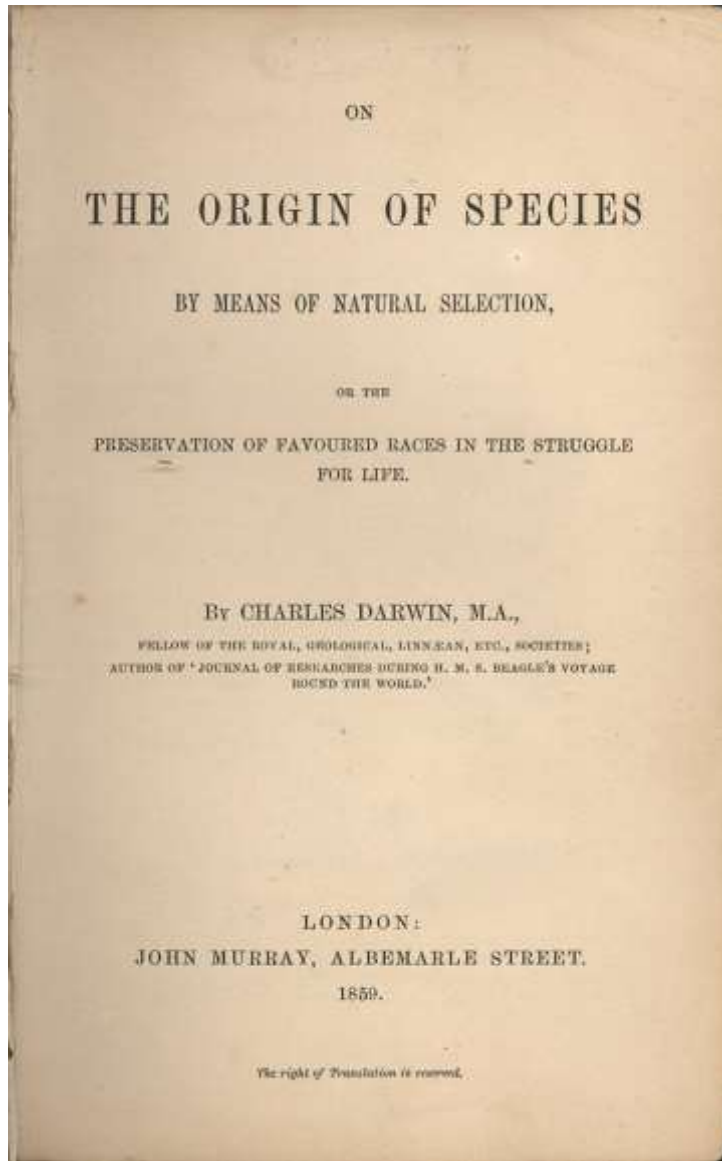 ON
THE ORIGIN OF SPECIES
BY MEANS OF NATURAL SELECTION,
OR THE
PRESERVATION OF FAVOURED RACES IN THE STRUGGLE
FOR LIFE.
By CHARLES DARWIN, M.A.,
FELLOW OF THE ROYAL, GEOLOGICAL, LINNÆAN, ETC., SOCIETIES;
AUTHOR OF ‘JOURNAL OF RESEARCHES DURING H. M. S. BEAGLE’S VOYAGE
ROUND THE WORLD.’
LONDON:
JOHN MURRAY, ALBEMARLE STREET.
1859.
The right of Translation is reserved.